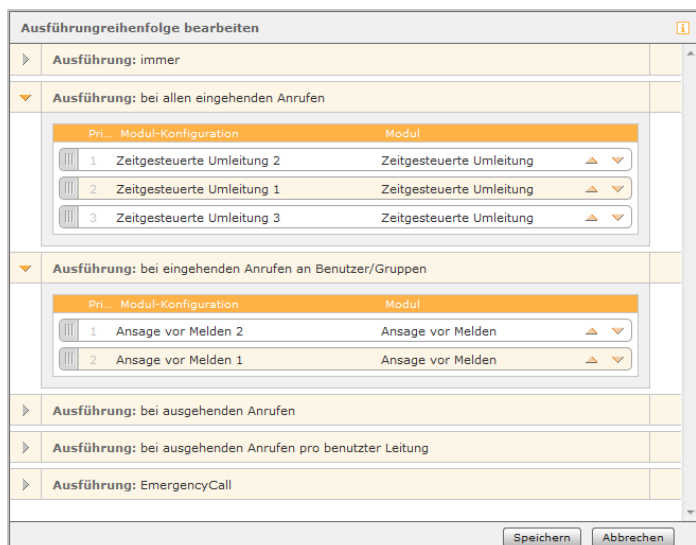 Ausführungreihenfolge bearbeiten
Ausführung: immer
Ausführung: bei allen eingehenden Anrufen
Pri... Modul-Konfiguration Modul
1 Zeitgesteuerte Umleitung 2 Zeitgesteuerte Umleitung
2 Zeitgesteuerte Umleitung 1 Zeitgesteuerte Umleitung
3 Zeitgesteuerte Umleitung 3 Zeitgesteuerte Umleitung
Ausführung: bei eingehenden Anrufen an Benutzer/Gruppen
Pri... Modul-Konfiguration Modul
1 Ansage vor Melden 2 Ansage vor Melden
2 Ansage vor Melden 1 Ansage vor Melden
Ausführung: bei ausgehenden Anrufen
Ausführung: bei ausgehenden Anrufen pro benutzter Leitung
Ausführung: EmergencyCall
Speichern Abbrechen